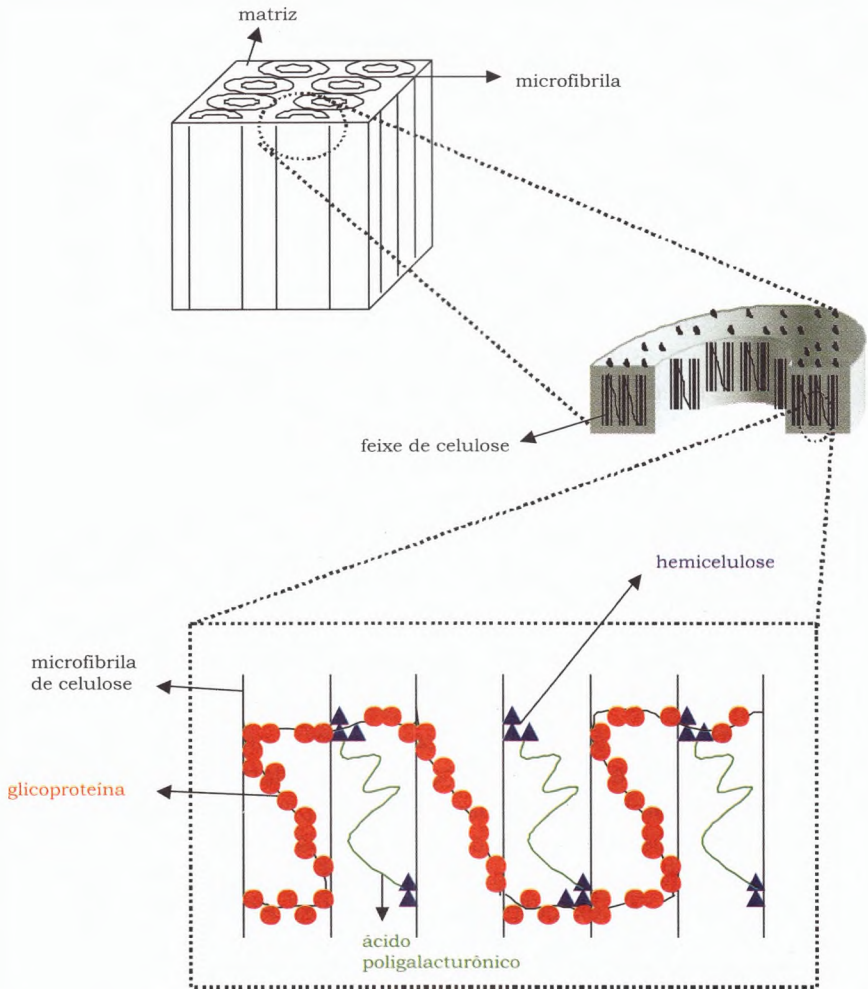 matriz
microfibrila
feixe de celulose
hemicelulose
microfibrila
de celulose
glicoproteína
ácido
poligalacturônico